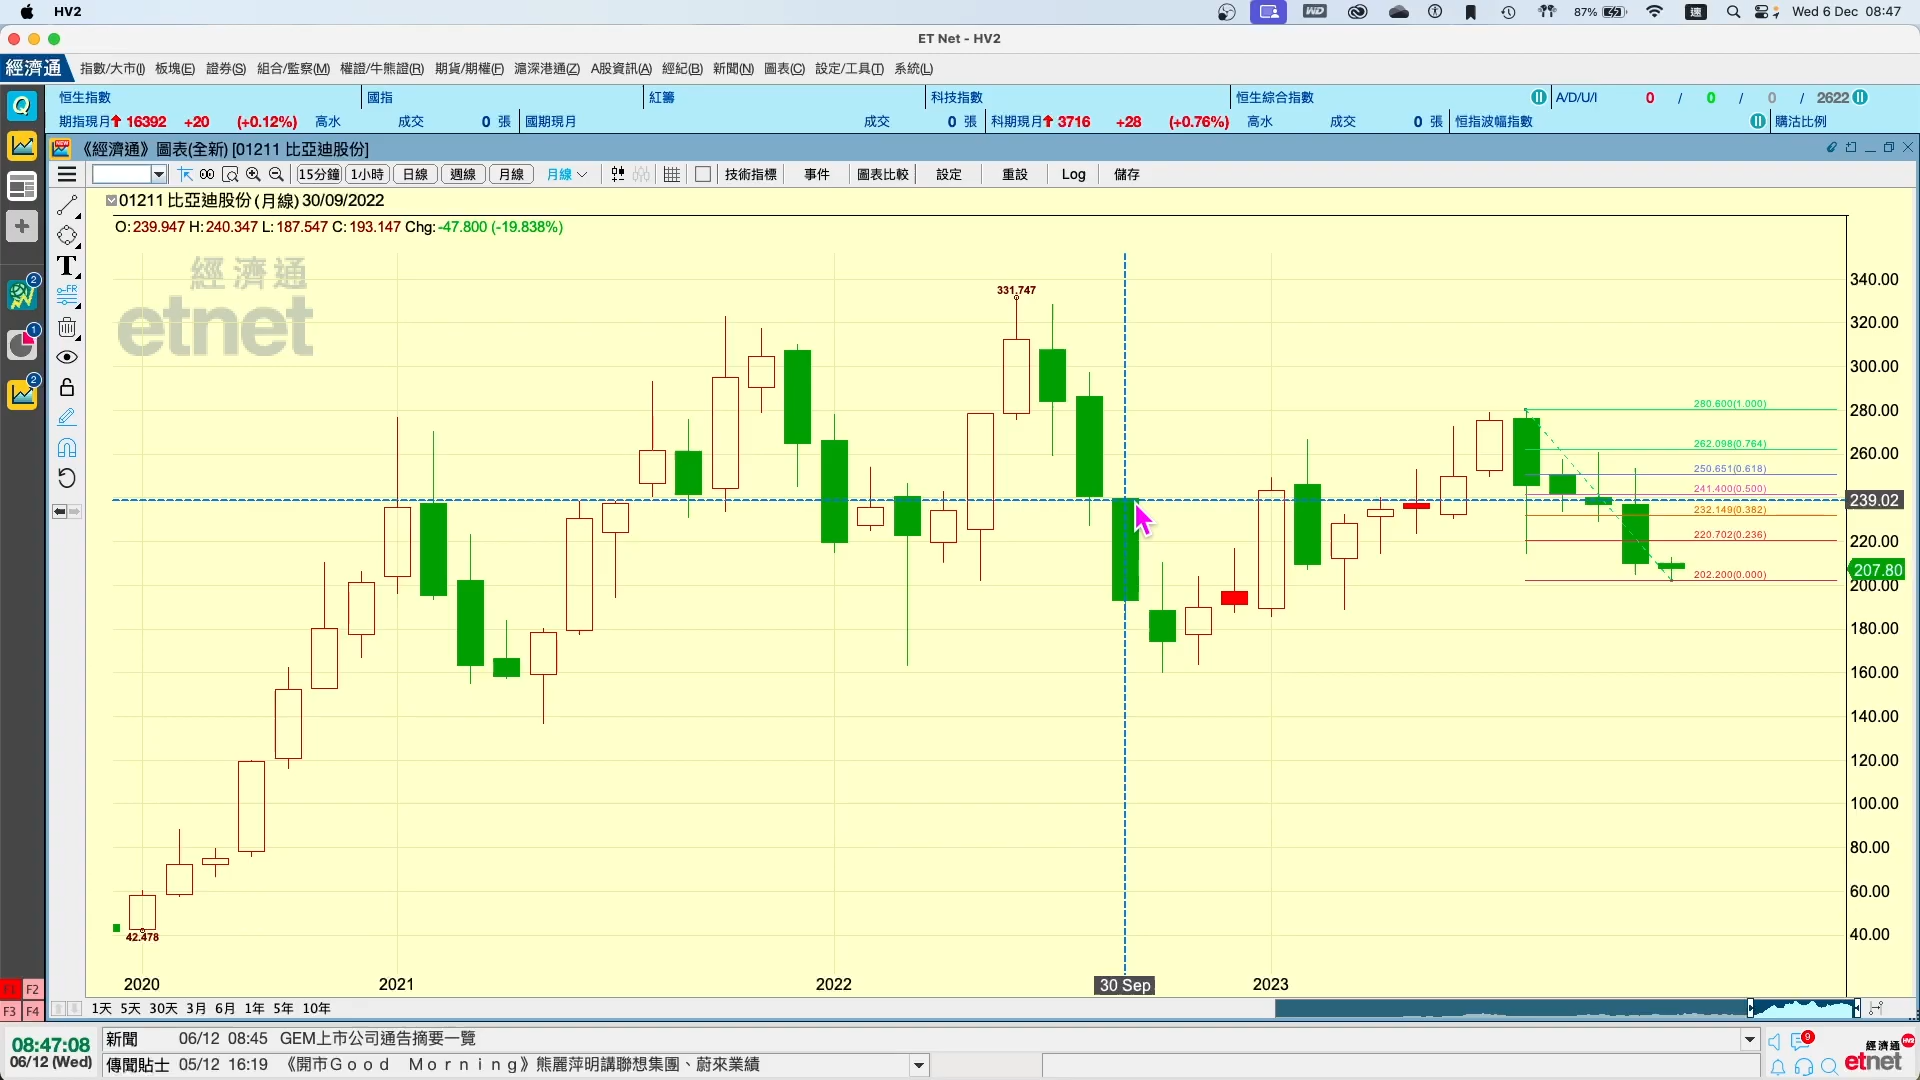 HV2
WD
87%
速
Wed 6 Dec 08:47
ET Net - HV2
經濟通 指數/大市(I) 板塊(E) 證券(S) 組合/監察(M) 權證/牛熊證(R) 期貨/期權(F) 滬深港通(Z) A股資訊(A) 經紀(B) 新聞(N) 圖表(C) 設定/工具(T) 系統(L)
恒生指數 國指 紅籌 科技指數 恒生綜合指數 A/D/U/I 0 / 0 / 0 / 2622
期指現月 16392 +20 (+0.12%) 高水 成交 0 張 國期現月 成交 0 張 科期現月 3716 +28 (+0.76%) 高水 成交 0 張 恒指波幅指數 購沽比例
《經濟通》圖表(全新) [01211 比亞迪股份]
15分鐘 1小時 日線 週線 月線 月線 技術指標 事件 圖表比較 設定 重設 Log 儲存
01211 比亞迪股份(月線) 30/09/2022
O:239.947 H:240.347 L:187.547 C:193.147 Chg:-47.800 (-19.838%)
經濟通
etnet
331.747
42.478
280.600(1.000)
262.098(0.764)
250.651(0.618)
241.400(0.500)
232.149(0.382)
220.702(0.236)
202.200(0.000)
340.00
320.00
300.00
280.00
260.00
239.02
220.00
207.80
200.00
180.00
160.00
140.00
120.00
100.00
80.00
60.00
40.00
2020 2021 2022 30 Sep 2023
Q
T
FR
2
1
2
F1 F2
F3 F4
1天 5天 30天 3月 6月 1年 5年 10年
08:47:08
06/12 (Wed)
新聞 06/12 08:45 GEM上市公司通告摘要一覽
傳聞貼士 05/12 16:19 《開市Ｇｏｏｄ Ｍｏｒｎｉｎｇ》熊麗萍明講聯想集團、蔚來業績
9
經濟通 HV2
etnet